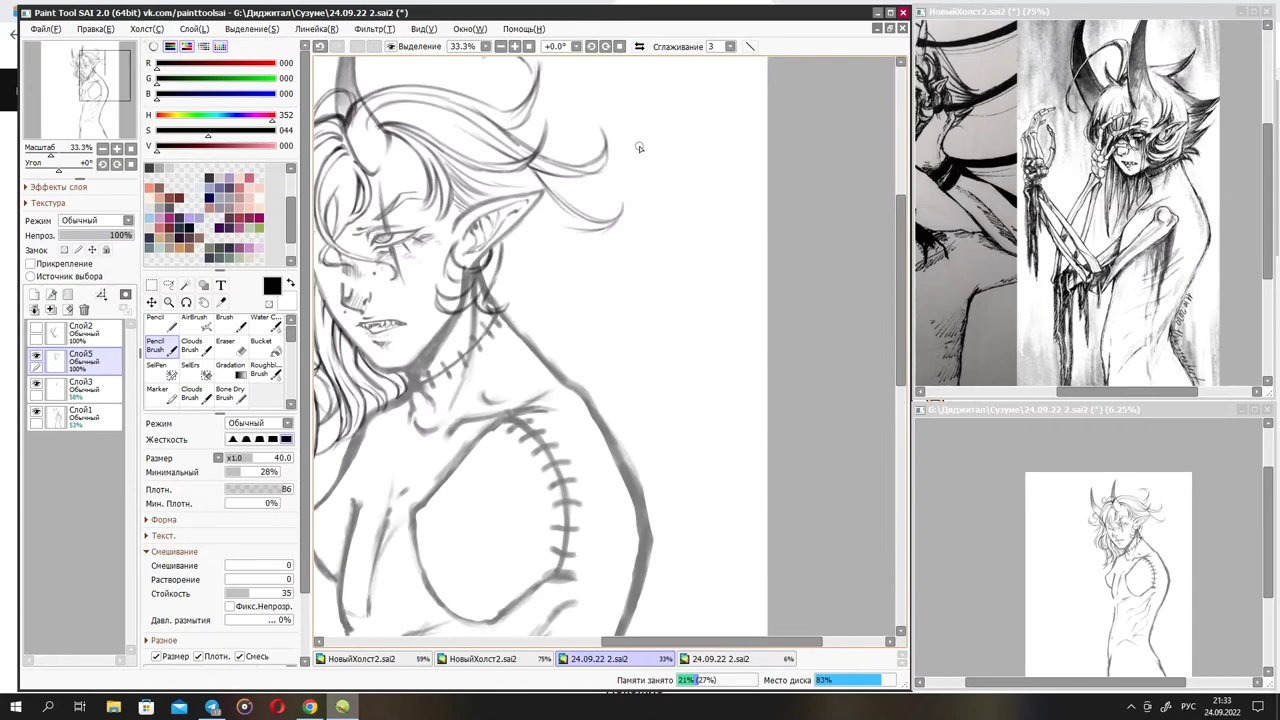 Paint Tool SAI 2.0 (64bit) vk.com/painttoolsai - G:\Диджитал\Сузуме\24.09.22 2.sai2 (*)
НовыйХолст2.sai2 (*) (75%)
Файл(F) Правка(E) Холст(C) Слой(L) Выделение(S) Фильтр(T) Линейка(R) Вид(V) Окно(W) Помощь(H)
Выделение 33.3% +0.0° Сглаживание 3
R 000
G 000
B 000
H 352
S 044
V 000
Масштаб 33.3%
Угол +0°
Эффекты слоя
Текстура
Режим Обычный
Непроз. 100%
Замок
Прикрепление
Источник выбора
Слой2
Обычный
100%
Слой5
Обычный
100%
Слой3
Обычный
58%
Слой1
Обычный
53%
Pencil AirBrush Brush Water C...
Pencil Brush Clouds Brush Eraser Bucket
SelPen SelErs Gradation Roughbl... Brush
Marker Clouds Brush Bone Dry Brush
Режим Обычный
Жесткость
Размер x1.0 40.0
Минимальный 28%
Плотн. 86
Мин. Плотн. 0%
Форма
Текст.
Смешивание
Смешивание 0
Растворение 0
Стойкость 35
Фикс.Непрозр.
Давл. размытия ... 0%
Разное
Размер Плотн. Смесь
G:\Диджитал\Сузуме\24.09.22 2.sai2 (*) (6.25%)
НовыйХолст2.sai2 59% НовыйХолст2.sai2 75% 24.09.22 2.sai2 33% 24.09.22 2.sai2 6%
Памяти занято 21% (27%) Место диска 83%
РУС
21:33
24.09.2022